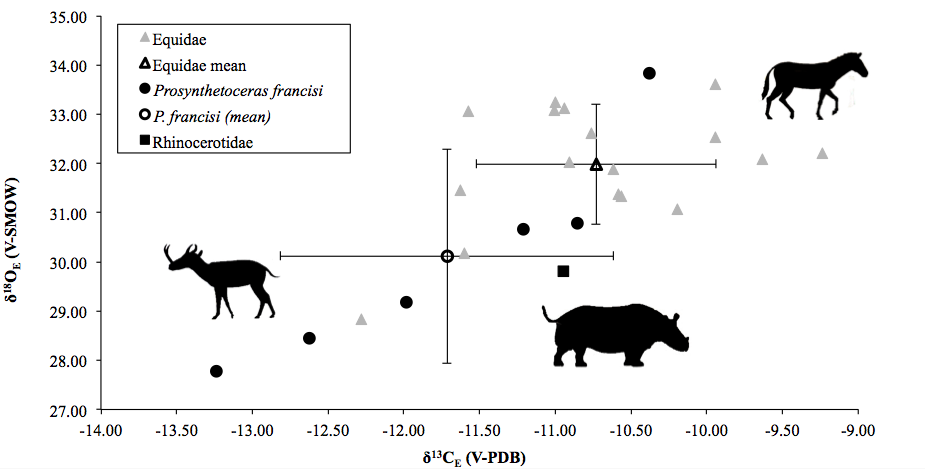 35.00
34.00
33.00
32.00
31.00
30.00
29.00
28.00
27.00
δ¹⁸O_E (V-SMOW)
Equidae
Equidae mean
Prosynthetoceras francisi
P. francisi (mean)
Rhinocerotidae
-14.00 -13.50 -13.00 -12.50 -12.00 -11.50 -11.00 -10.50 -10.00 -9.50 -9.00
δ¹³C_E (V-PDB)